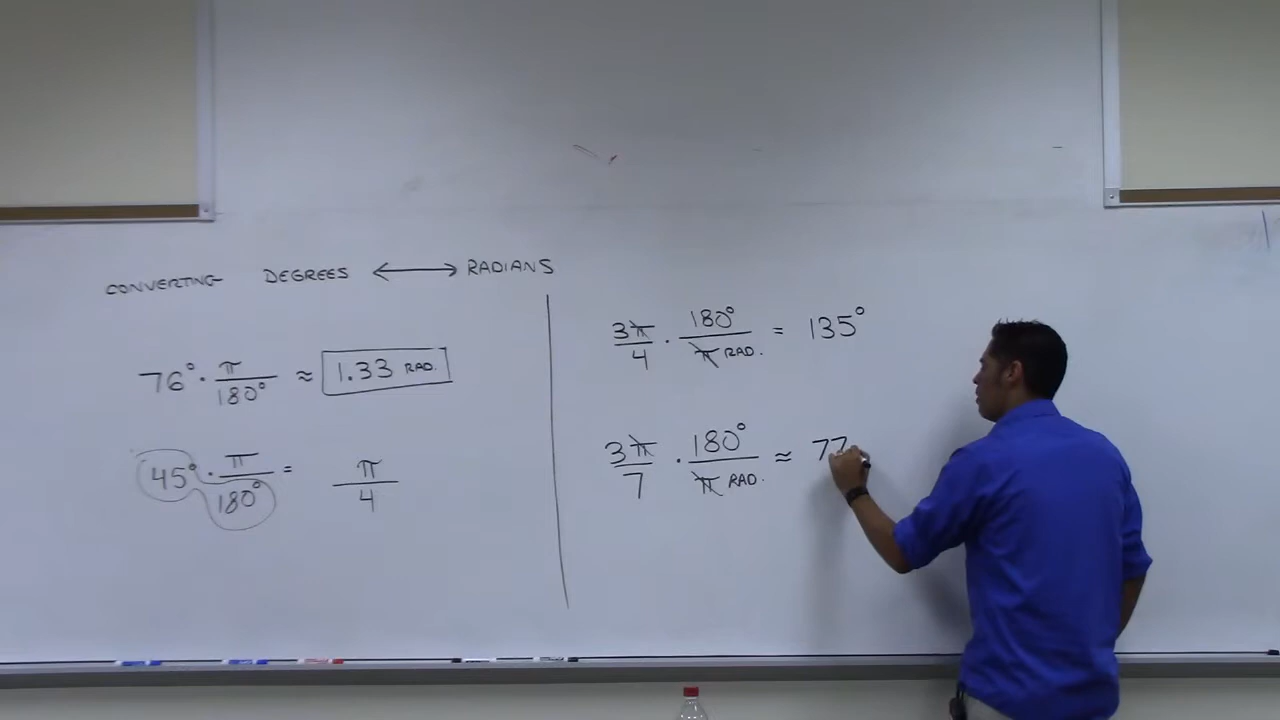 CONVERTING DEGREES ⟷ RADIANS
76° · π/180° ≈ 1.33 RAD.
45° · π/180° = π/4
3π/4 · 180°/π RAD. = 135°
3π/7 · 180°/π RAD. ≈ 77